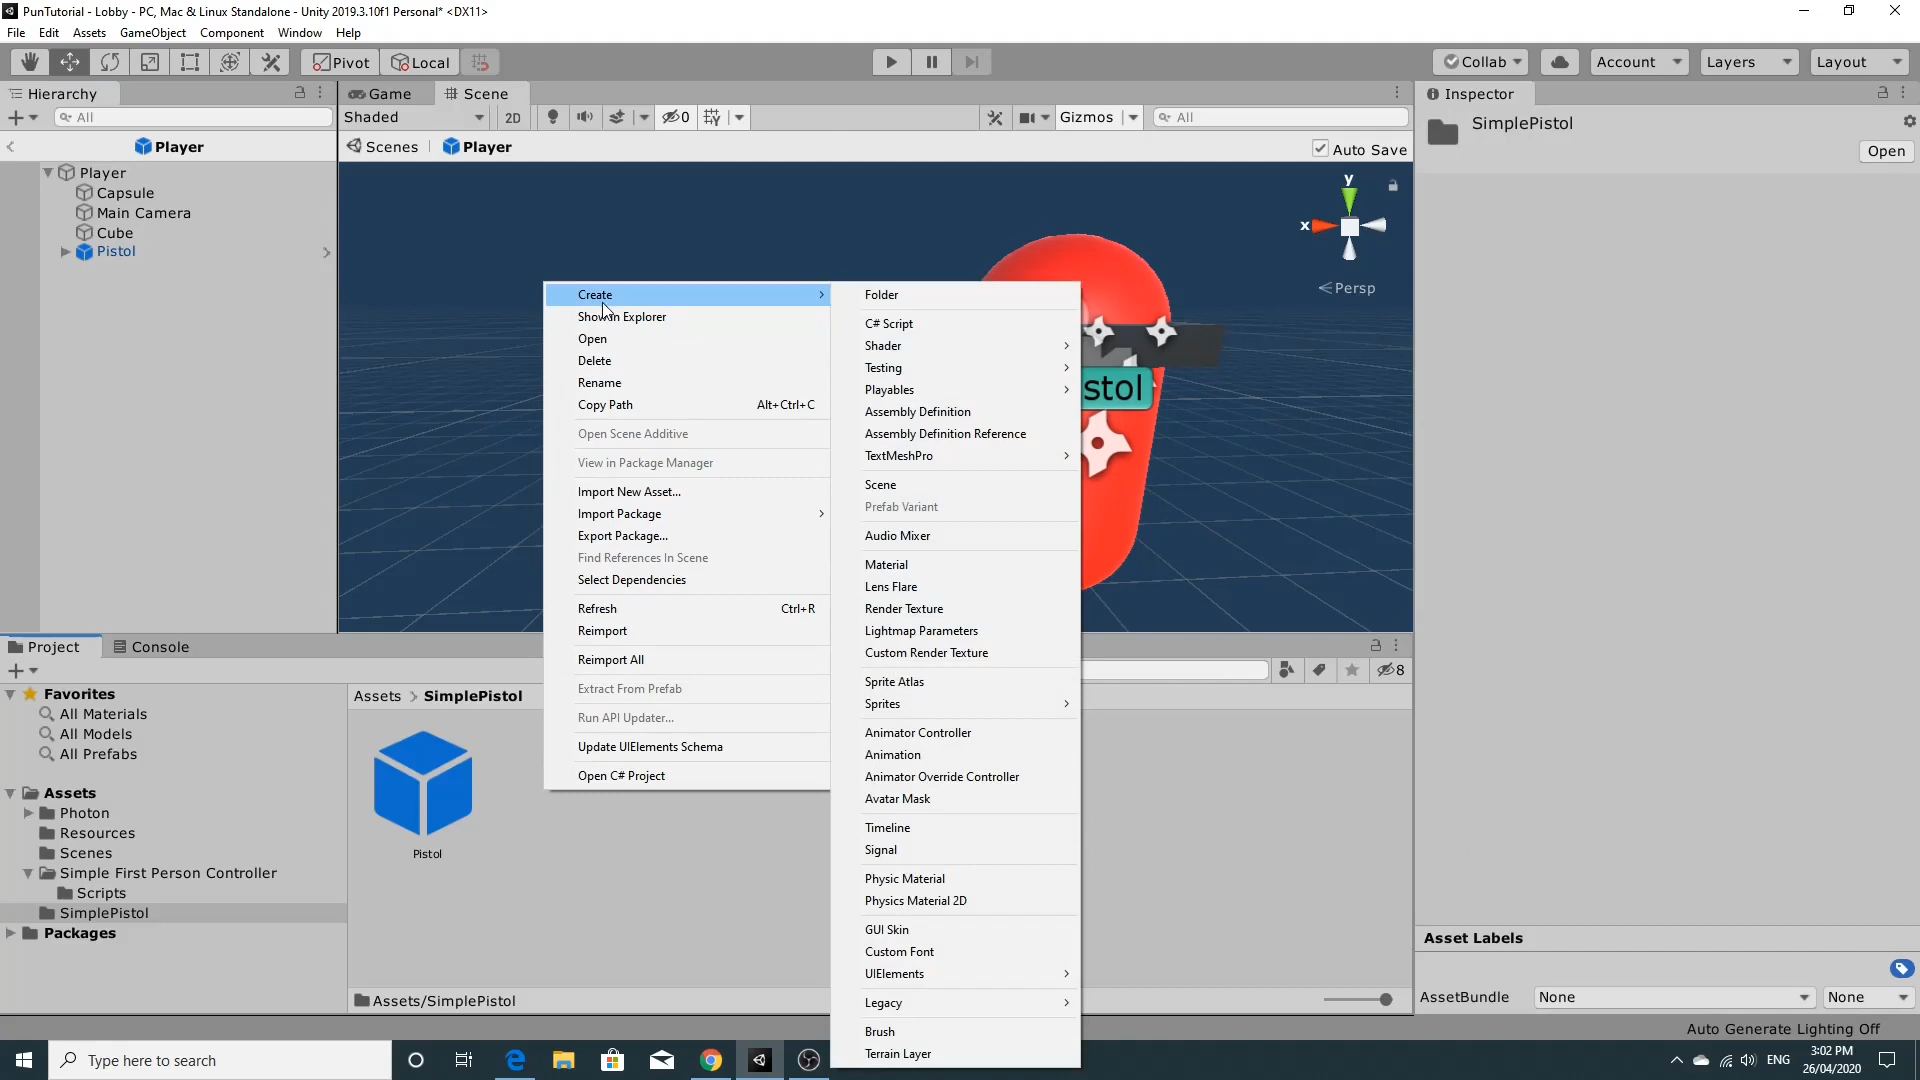 PunTutorial - Lobby - PC, Mac & Linux Standalone - Unity 2019.3.10f1 Personal* <DX11>
File Edit Assets GameObject Component Window Help
Pivot Local Collab Account Layers Layout
Hierarchy
All
Player
Player
Capsule
Main Camera
Cube
Pistol
Game Scene
Shaded 2D 0 Gizmos All
Scenes Player Auto Save
y
x
Persp
istol
Inspector
SimplePistol
Open
Create
Show in Explorer
Open
Delete
Rename
Copy Path Alt+Ctrl+C
Open Scene Additive
View in Package Manager
Import New Asset...
Import Package
Export Package...
Find References In Scene
Select Dependencies
Refresh Ctrl+R
Reimport
Reimport All
Extract From Prefab
Run API Updater...
Update UIElements Schema
Open C# Project
Folder
C# Script
Shader
Testing
Playables
Assembly Definition
Assembly Definition Reference
TextMeshPro
Scene
Prefab Variant
Audio Mixer
Material
Lens Flare
Render Texture
Lightmap Parameters
Custom Render Texture
Sprite Atlas
Sprites
Animator Controller
Animation
Animator Override Controller
Avatar Mask
Timeline
Signal
Physic Material
Physics Material 2D
GUI Skin
Custom Font
UIElements
Legacy
Brush
Terrain Layer
Project Console
8
Favorites
All Materials
All Models
All Prefabs
Assets
Photon
Resources
Scenes
Simple First Person Controller
Scripts
SimplePistol
Packages
Assets > SimplePistol
Pistol
Assets/SimplePistol
Asset Labels
AssetBundle None None
Auto Generate Lighting Off
Type here to search
ENG
3:02 PM
26/04/2020